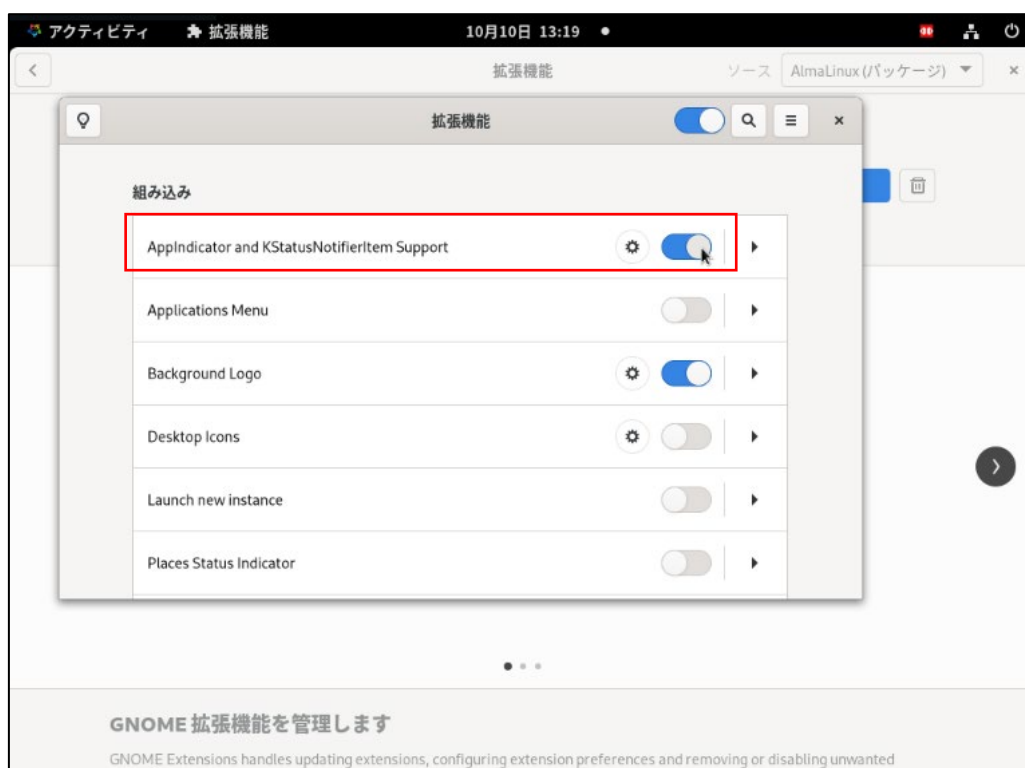 アクティビティ 拡張機能 10月10日 13:19
拡張機能 ソース AlmaLinux (パッケージ)
拡張機能
組み込み
AppIndicator and KStatusNotifierItem Support
Applications Menu
Background Logo
Desktop Icons
Launch new instance
Places Status Indicator
GNOME 拡張機能を管理します
GNOME Extensions handles updating extensions, configuring extension preferences and removing or disabling unwanted